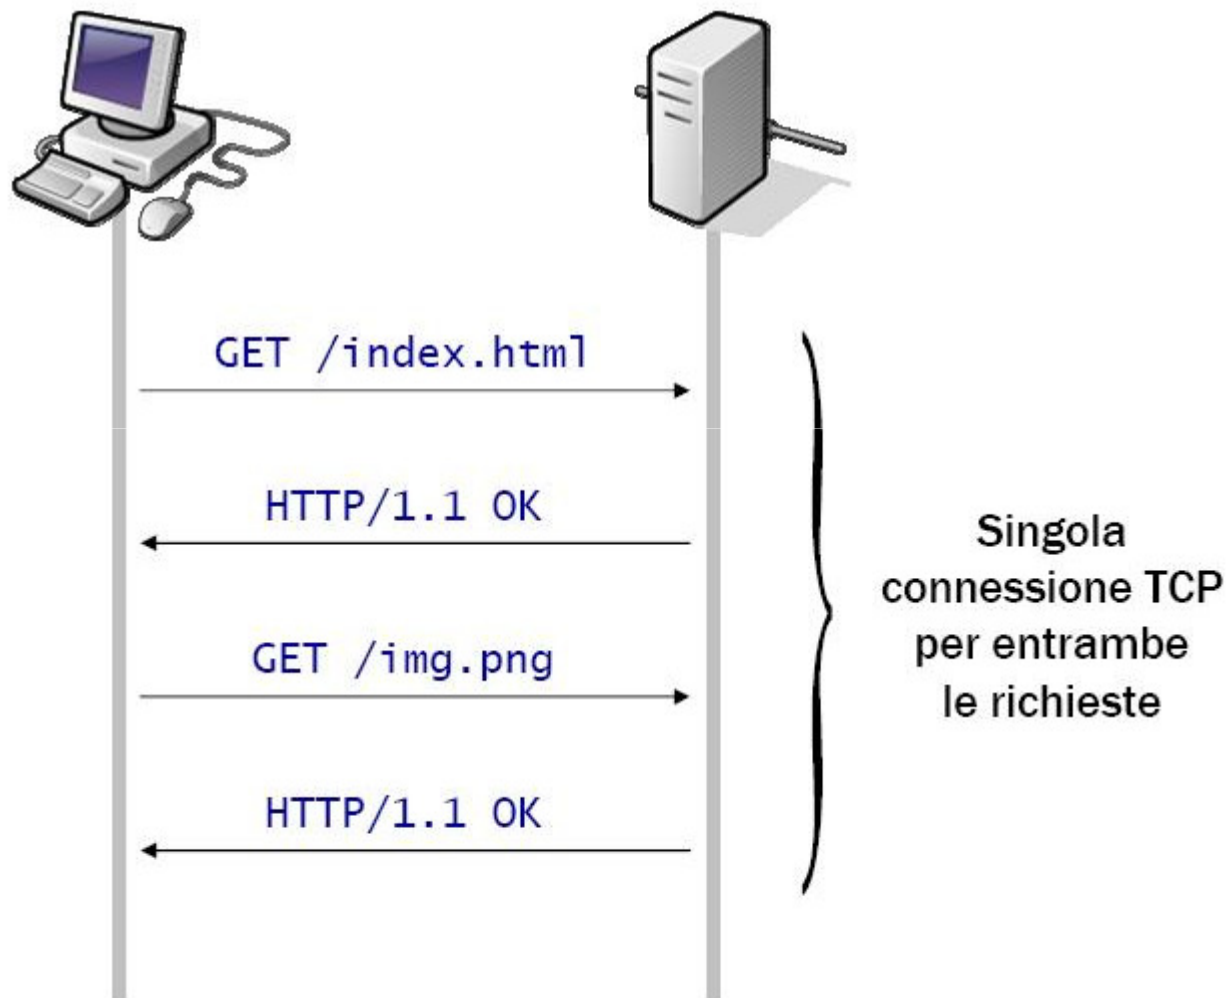 GET /index.html
HTTP/1.1 OK
GET /img.png
HTTP/1.1 OK
Singola
connessione TCP
per entrambe
le richieste